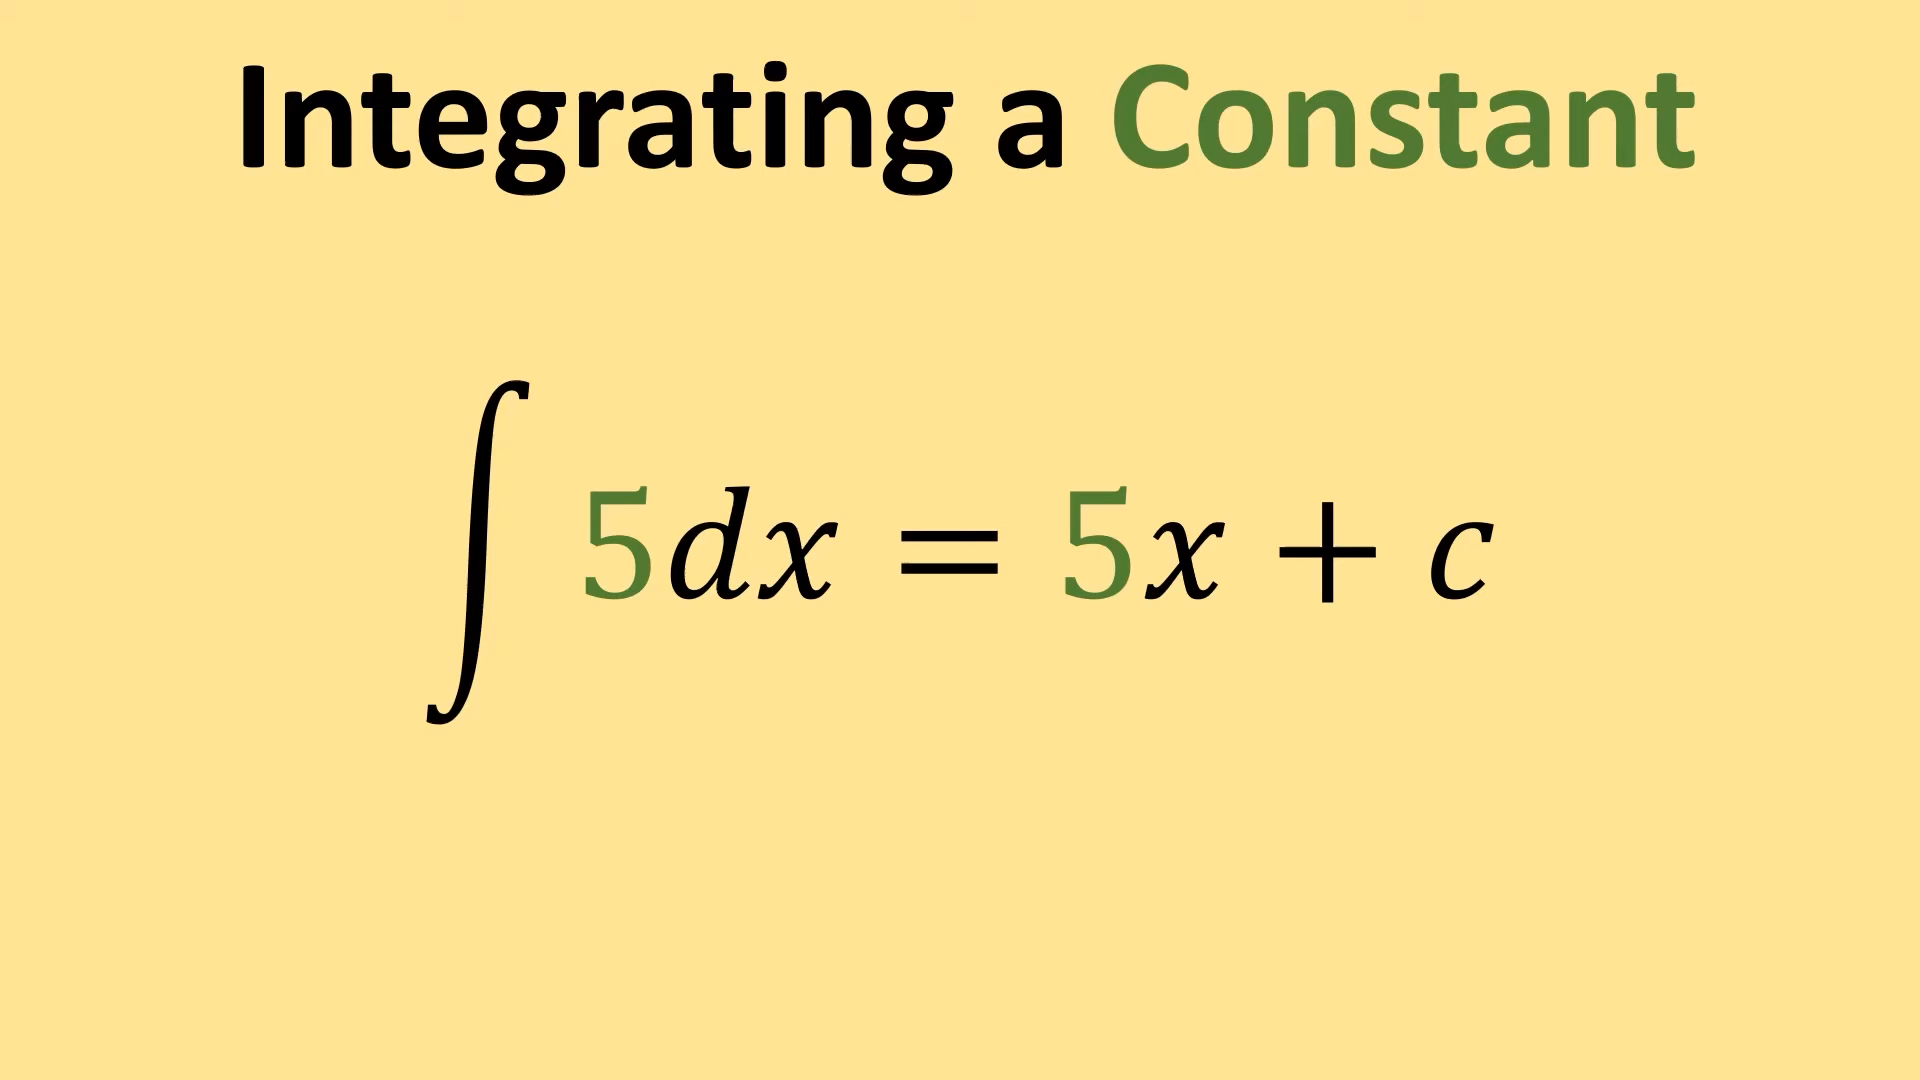 Integrating a Constant
∫ 5dx = 5x + c